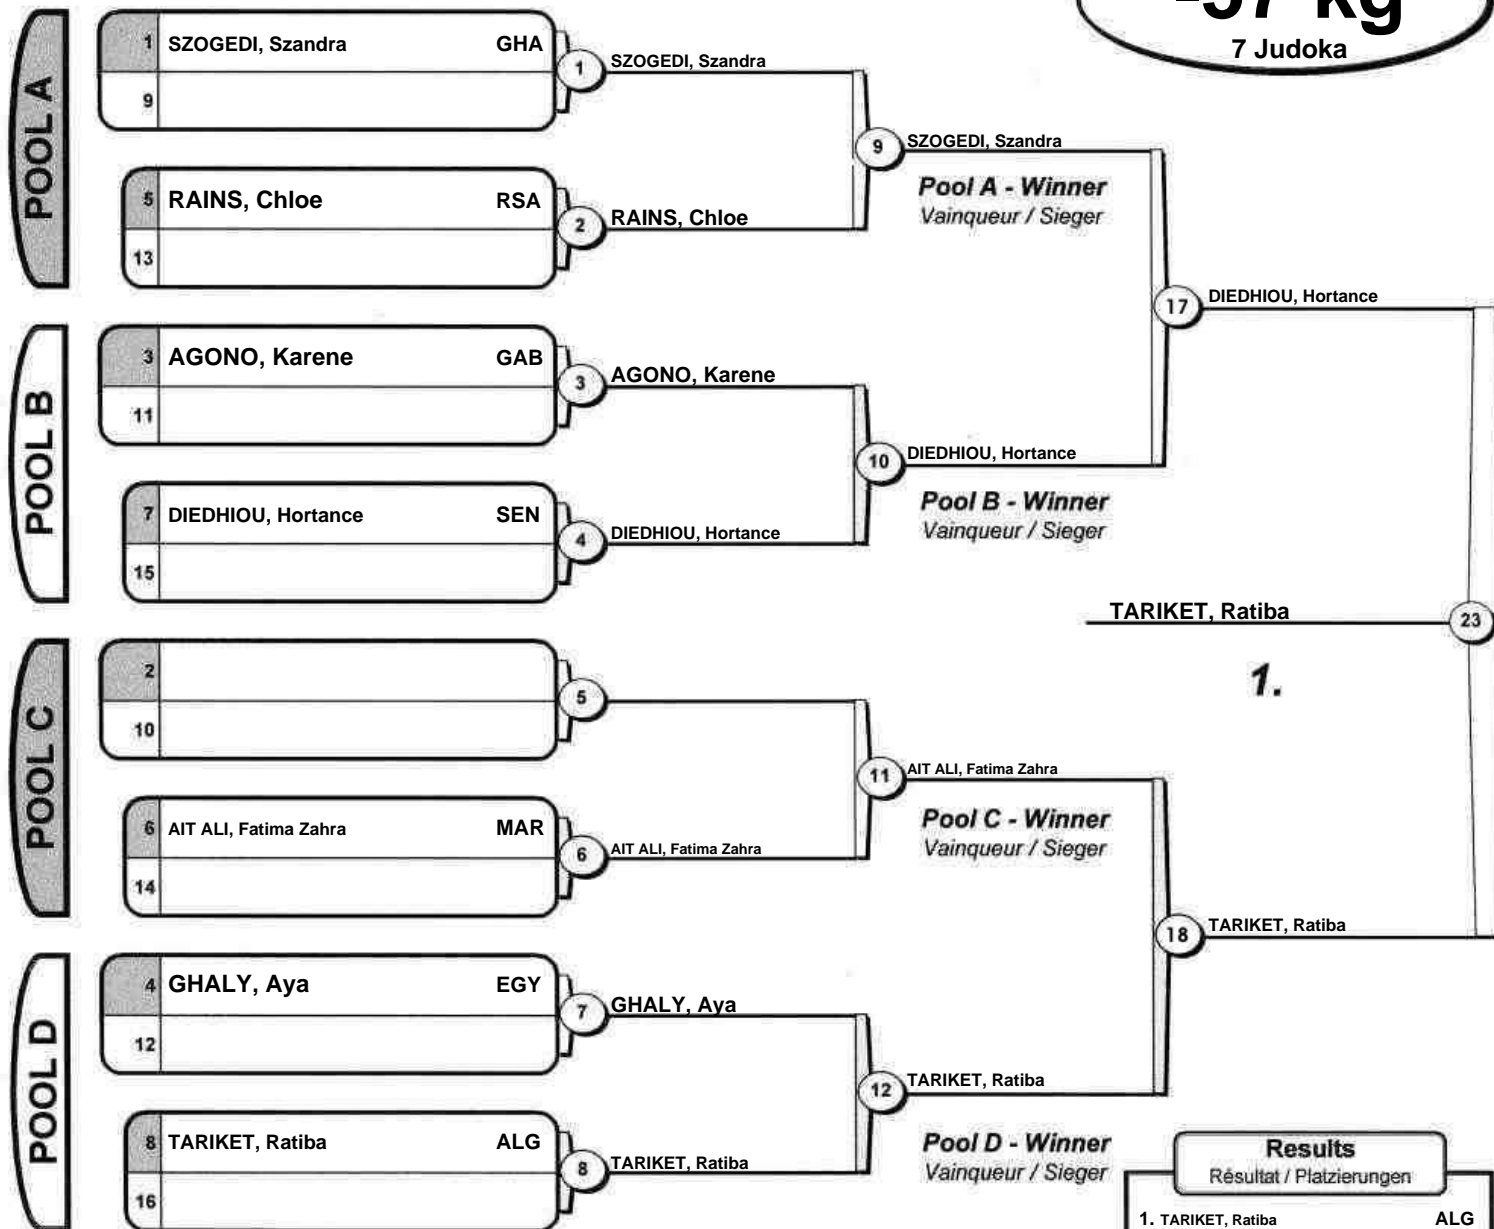 -57 kg
7 Judoka
POOL A
1 SZOGEDI, Szandra GHA
9
1
SZOGEDI, Szandra
5 RAINS, Chloe RSA
13
2
RAINS, Chloe
9
SZOGEDI, Szandra
Pool A - Winner
Vainqueur / Sieger
POOL B
3 AGONO, Karene GAB
11
3
AGONO, Karene
7 DIEDHIOU, Hortance SEN
15
4
DIEDHIOU, Hortance
10
DIEDHIOU, Hortance
Pool B - Winner
Vainqueur / Sieger
17
DIEDHIOU, Hortance
TARIKET, Ratiba
23
1.
POOL C
2
10
5
6 AIT ALI, Fatima Zahra MAR
14
6
AIT ALI, Fatima Zahra
11
AIT ALI, Fatima Zahra
Pool C - Winner
Vainqueur / Sieger
18
TARIKET, Ratiba
POOL D
4 GHALY, Aya EGY
12
7
GHALY, Aya
8 TARIKET, Ratiba ALG
16
8
TARIKET, Ratiba
12
TARIKET, Ratiba
Pool D - Winner
Vainqueur / Sieger
Results
Résultat / Platzierungen
1. TARIKET, Ratiba ALG